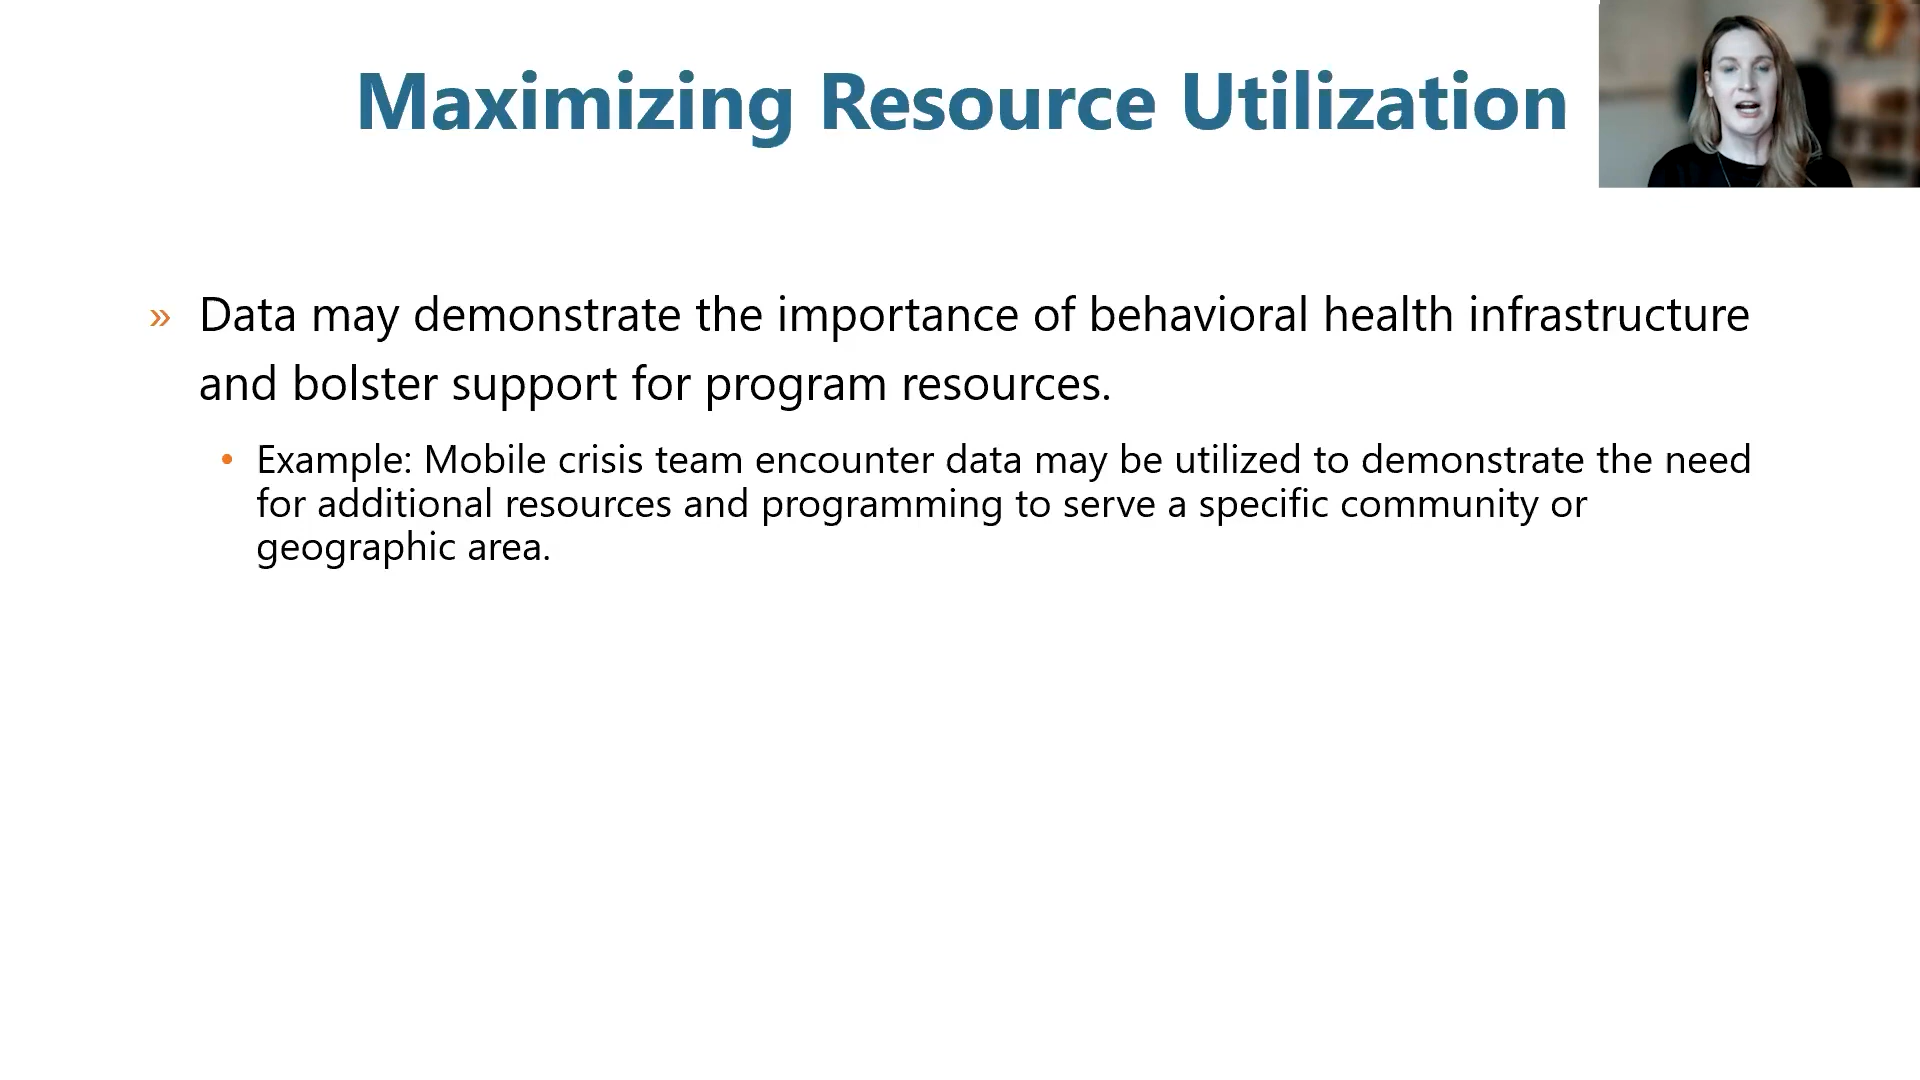 Maximizing Resource Utilization
» Data may demonstrate the importance of behavioral health infrastructure
and bolster support for program resources.
• Example: Mobile crisis team encounter data may be utilized to demonstrate the need
for additional resources and programming to serve a specific community or
geographic area.